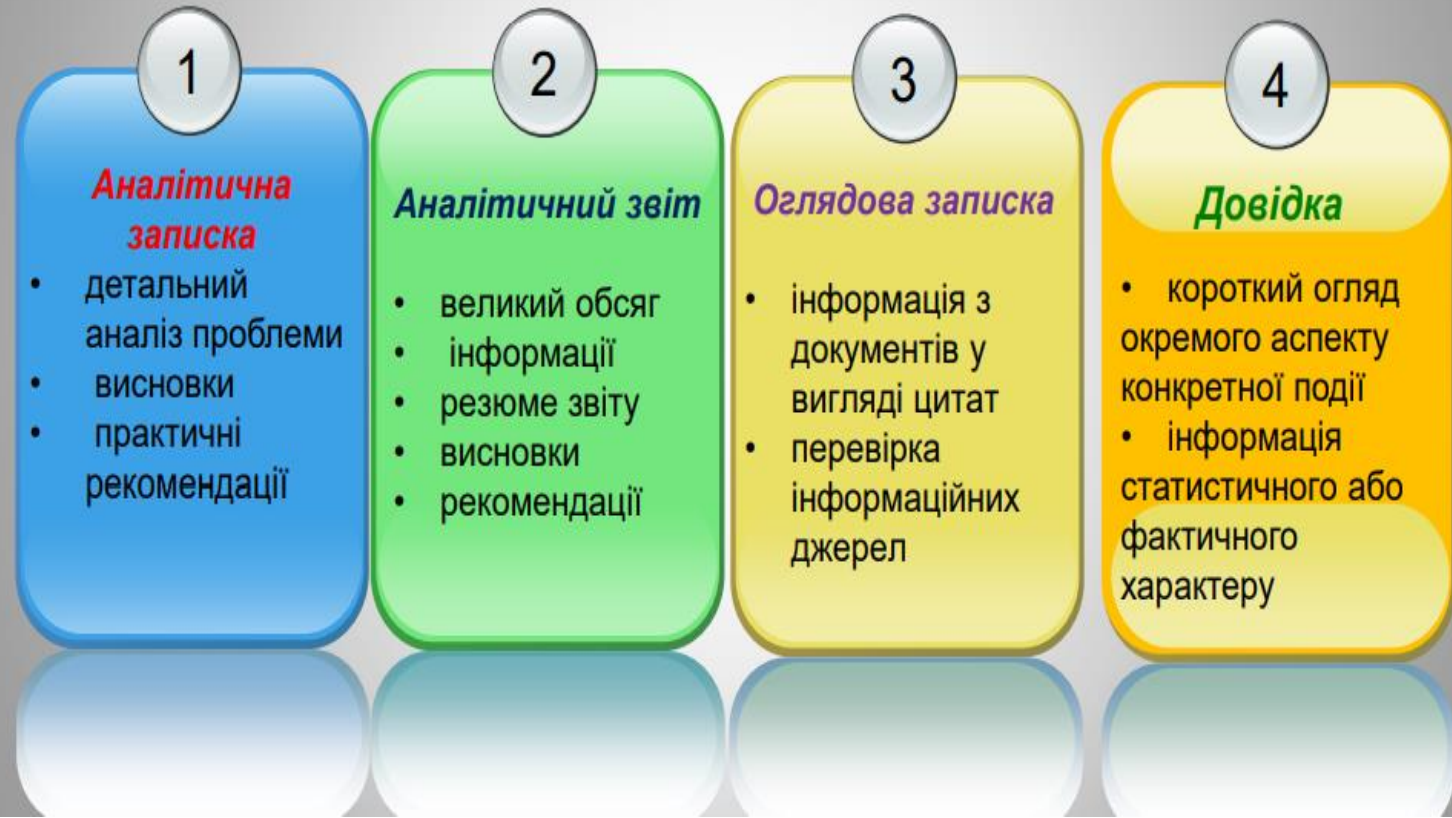 1
Аналітична
записка
• детальний
аналіз проблеми
• висновки
• практичні
рекомендації
2
Аналітичний звіт
• великий обсяг
• інформації
• резюме звіту
• висновки
• рекомендації
3
Оглядова записка
• інформація з
документів у
вигляді цитат
• перевірка
інформаційних
джерел
4
Довідка
• короткий огляд
окремого аспекту
конкретної події
• інформація
статистичного або
фактичного
характеру